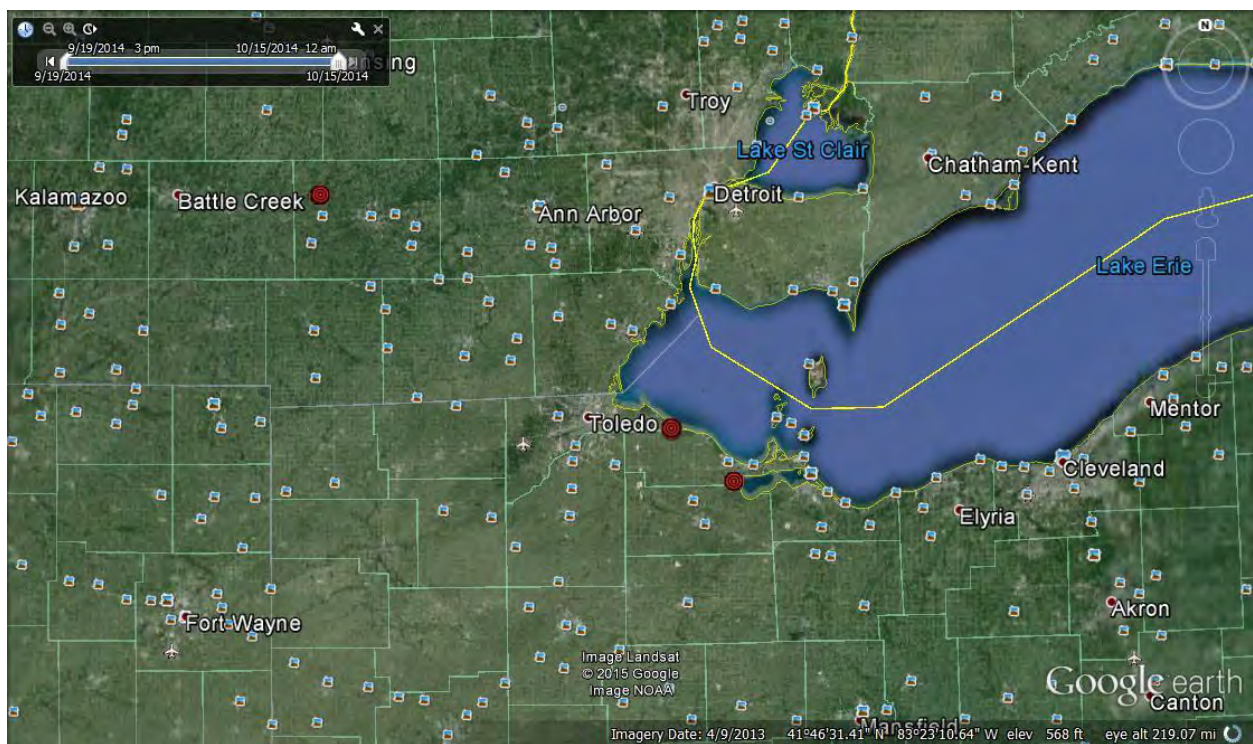 9/19/2014 3 pm 10/15/2014 12 am
9/19/2014 10/15/2014
nsing
N
Troy
Lake St Clair
Chatham-Kent
Kalamazoo
Battle Creek
Ann Arbor
Detroit
Lake Erie
Toledo
Mentor
Cleveland
Elyria
Akron
Fort Wayne
Image Landsat
© 2015 Google
Image NOAA
Google earth
Canton
Mansfield
Imagery Date: 4/9/2013 41°46'31.41" N 83°23'10.64" W elev 568 ft eye alt 219.07 mi